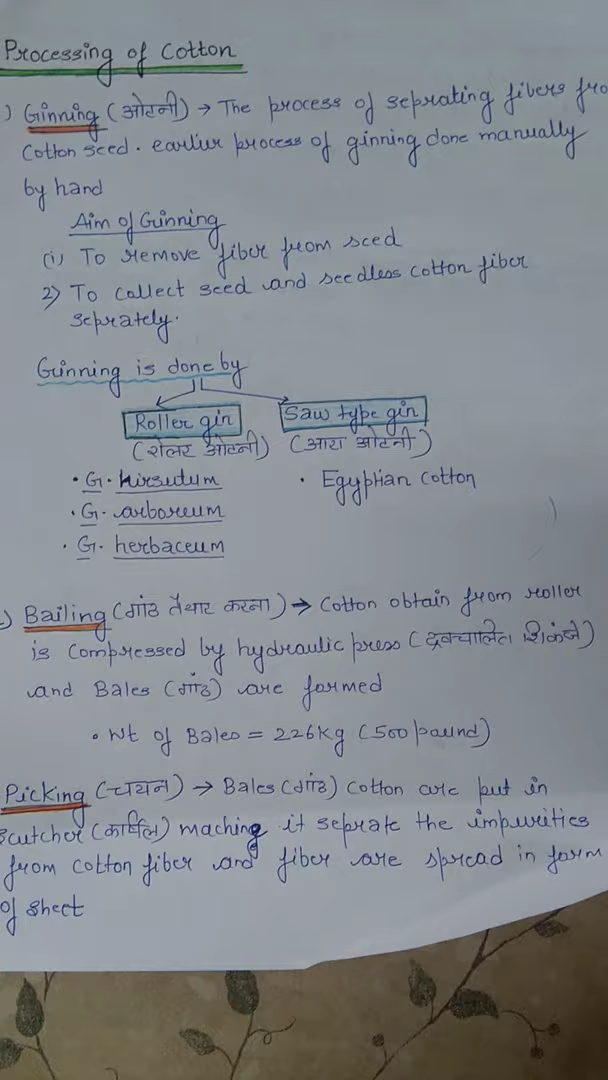 Processing of Cotton
) Ginning (ओटनी) → The process of seprating fibers fro
Cotton seed. earlier process of ginning done manually
by hand
Aim of Ginning
(i) To remove fiber from seed
2) To collect seed and seedless cotton fiber
seprately.
Ginning is done by
Roller gin Saw type gin
(रोलर ओटनी) (आरा ओटनी)
• G. hirsutum • Egyptian Cotton
• G. arboreum
• G. herbaceum
) Bailing (गांठ तैयार करना) → Cotton obtain from roller
is compressed by hydraulic press (द्रवचालित शिकंजे)
and Bales (गांठ) are formed
• Wt of Bales = 226kg (500 paund)
Picking (चयन) → Bales (गांठ) Cotton are put in
cutcher maching it seprate the impurities
from cotton fiber and fiber are spread in form
of sheet